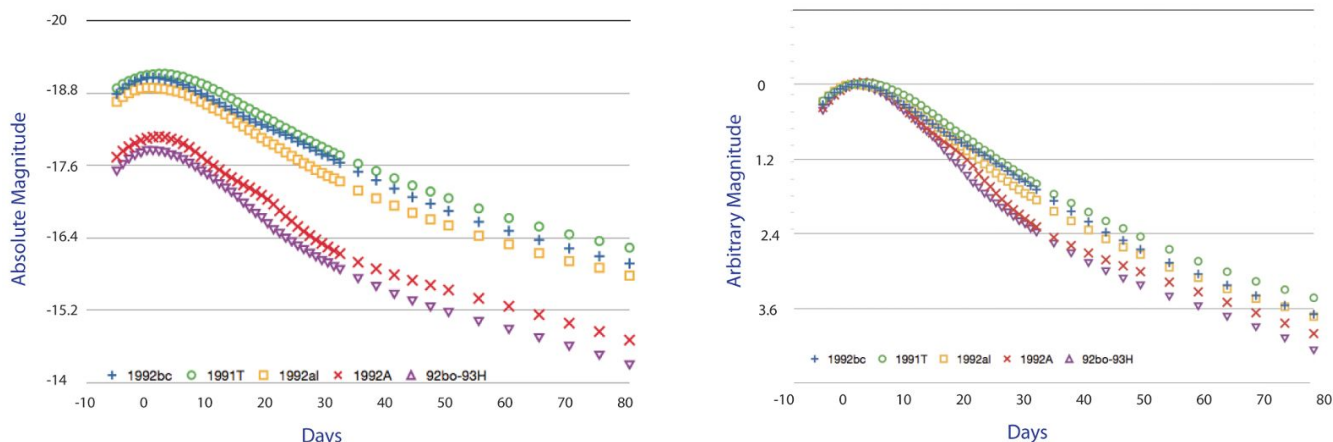 -20
-18.8
-17.6
-16.4
-15.2
-14
Absolute Magnitude
1992bc 1991T 1992al 1992A 92bo-93H
-10 0 10 20 30 40 50 60 70 80
Days
0
1.2
2.4
3.6
Arbitrary Magnitude
1992bc 1991T 1992al 1992A 92bo-93H
-10 0 10 20 30 40 50 60 70 80
Days